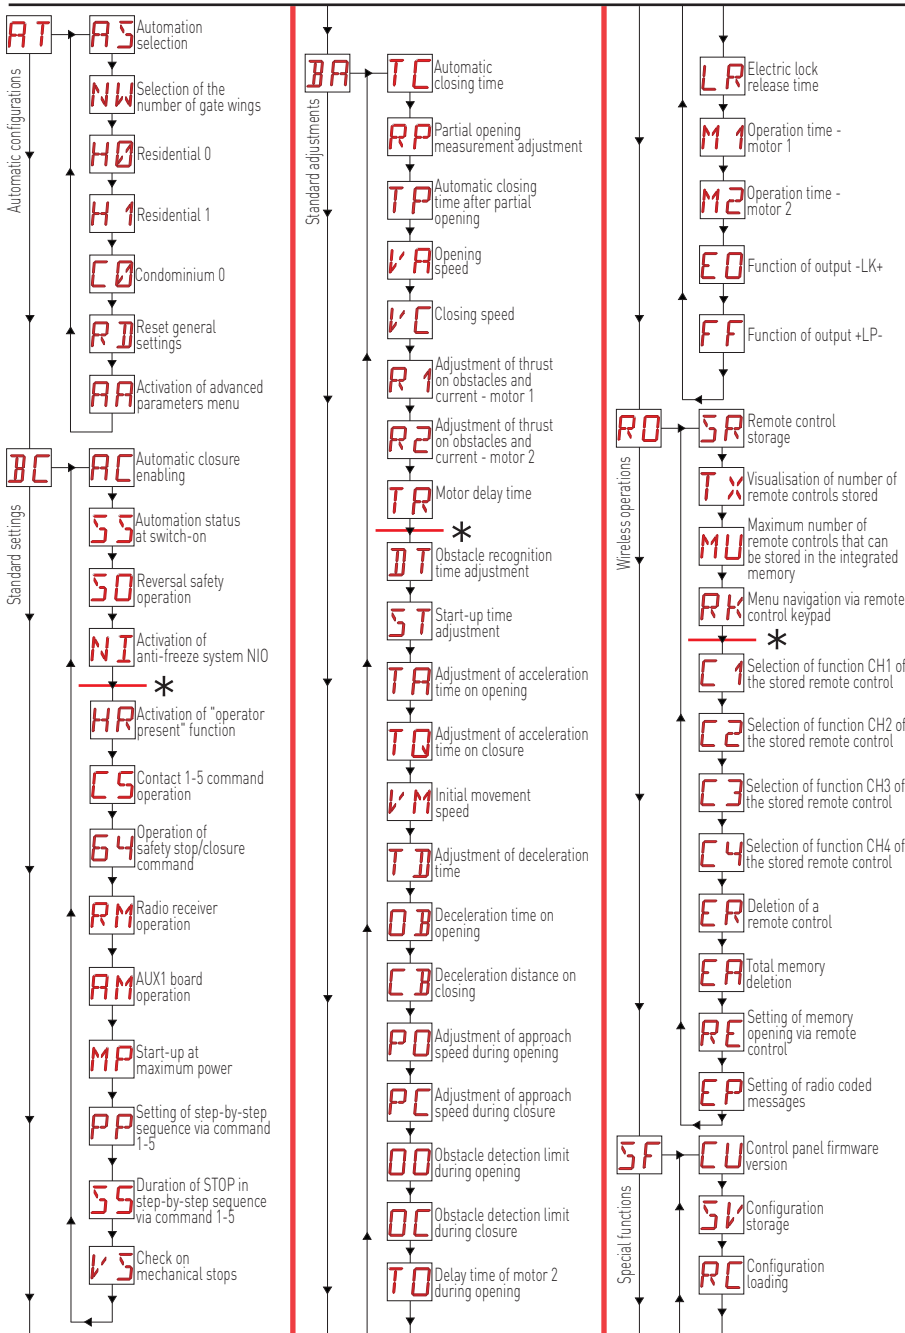 AT
Automatic configurations
AS
Automation
selection
NW
Selection of the
number of gate wings
H0
Residential 0
H1
Residential 1
C0
Condominium 0
RD
Reset general
settings
AA
Activation of advanced
parameters menu
BC
Standard settings
AC
Automatic closure
enabling
SS
Automation status
at switch-on
SO
Reversal safety
operation
NI
Activation of
anti-freeze system NIO
*
HR
Activation of "operator
present" function
CS
Contact 1-5 command
operation
64
Operation of
safety stop/closure
command
RM
Radio receiver
operation
AM
AUX1 board
operation
MP
Start-up at
maximum power
PP
Setting of step-by-step
sequence via command
1-5
S5
Duration of STOP in
step-by-step sequence
via command 1-5
VS
Check on
mechanical stops
BA
Standard adjustments
TC
Automatic
closing time
RP
Partial opening
measurement adjustment
TP
Automatic closing
time after partial
opening
VA
Opening
speed
VC
Closing speed
R1
Adjustment of thrust
on obstacles and
current - motor 1
R2
Adjustment of thrust
on obstacles and
current - motor 2
TR
Motor delay time
*
DT
Obstacle recognition
time adjustment
ST
Start-up time
adjustment
TA
Adjustment of acceleration
time on opening
TQ
Adjustment of acceleration
time on closure
VM
Initial movement
speed
TD
Adjustment of deceleration
time
OB
Deceleration time on
opening
CB
Deceleration distance on
closing
PO
Adjustment of approach
speed during opening
PC
Adjustment of approach
speed during closure
OO
Obstacle detection limit
during opening
OC
Obstacle detection limit
during closure
TO
Delay time of motor 2
during opening
LR
Electric lock
release time
M1
Operation time -
motor 1
M2
Operation time -
motor 2
EO
Function of output -LK+
FF
Function of output +LP-
RO
Wireless operations
SR
Remote control
storage
TX
Visualisation of number of
remote controls stored
MU
Maximum number of
remote controls that can
be stored in the integrated
memory
RK
Menu navigation via remote
control keypad
*
C1
Selection of function CH1 of
the stored remote control
C2
Selection of function CH2 of
the stored remote control
C3
Selection of function CH3 of
the stored remote control
C4
Selection of function CH4 of
the stored remote control
ER
Deletion of a
remote control
EA
Total memory
deletion
RE
Setting of memory
opening via remote
control
EP
Setting of radio coded
messages
SF
Special functions
CU
Control panel firmware
version
SV
Configuration
storage
RC
Configuration
loading